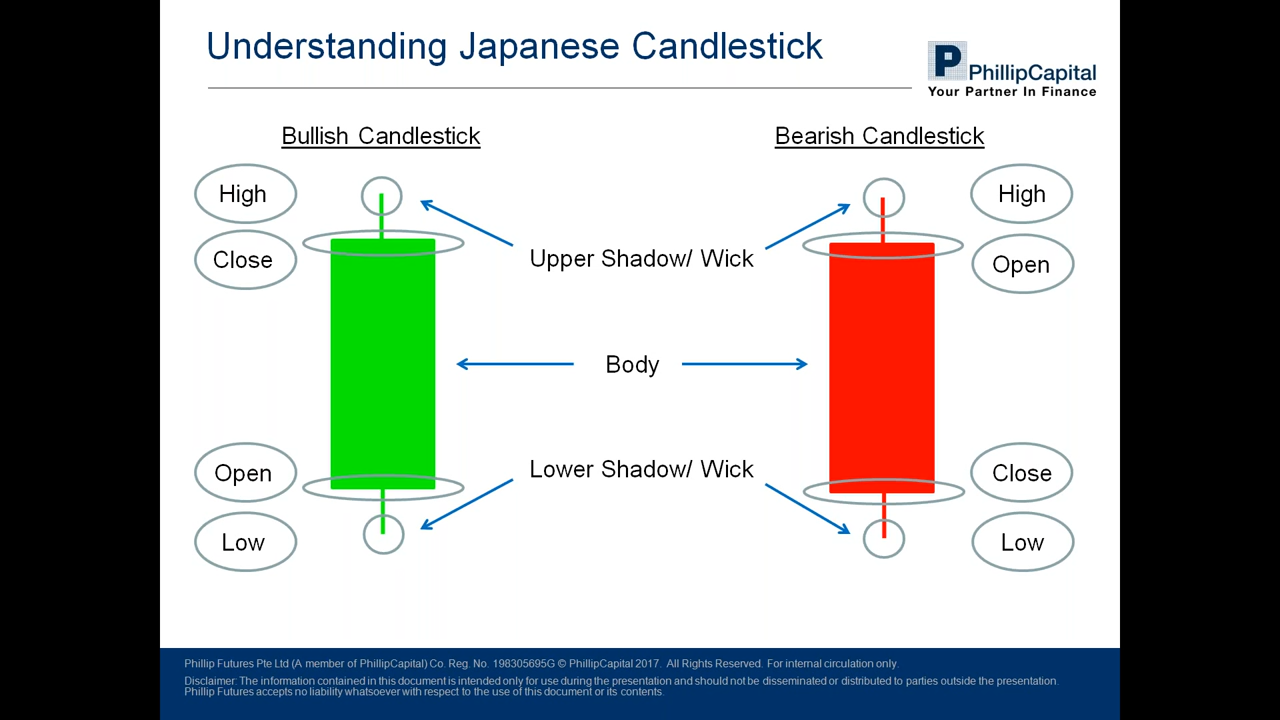 Understanding Japanese Candlestick
P
PhillipCapital
Your Partner In Finance
Bullish Candlestick
Bearish Candlestick
High
High
Close
Upper Shadow/ Wick
Open
Body
Open
Lower Shadow/ Wick
Close
Low
Low
Phillip Futures Pte Ltd (A member of PhillipCapital) Co. Reg. No. 198305695G © PhillipCapital 2017. All Rights Reserved. For internal circulation only.
Disclaimer: The information contained in this document is intended only for use during the presentation and should not be disseminated or distributed to parties outside the presentation.
Phillip Futures accepts no liability whatsoever with respect to the use of this document or its contents.